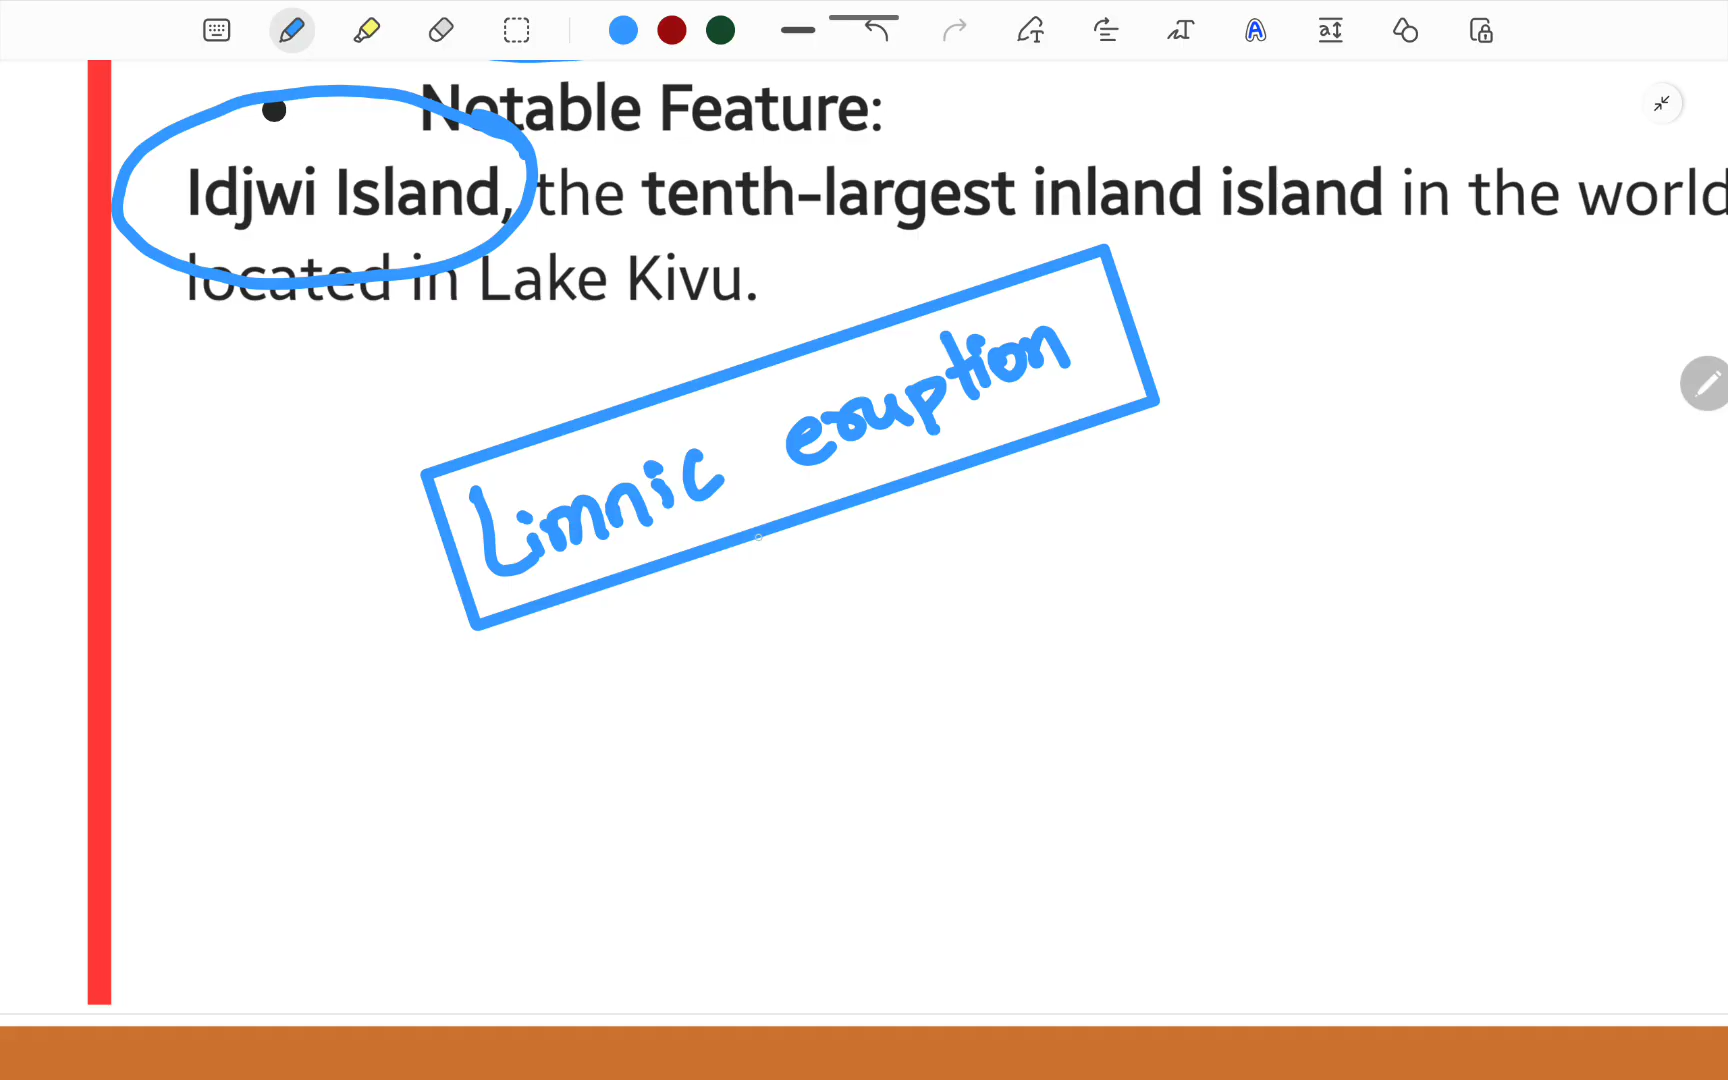 Notable Feature:
Idjwi Island, the tenth-largest inland island in the world
located in Lake Kivu.
Limnic eruption